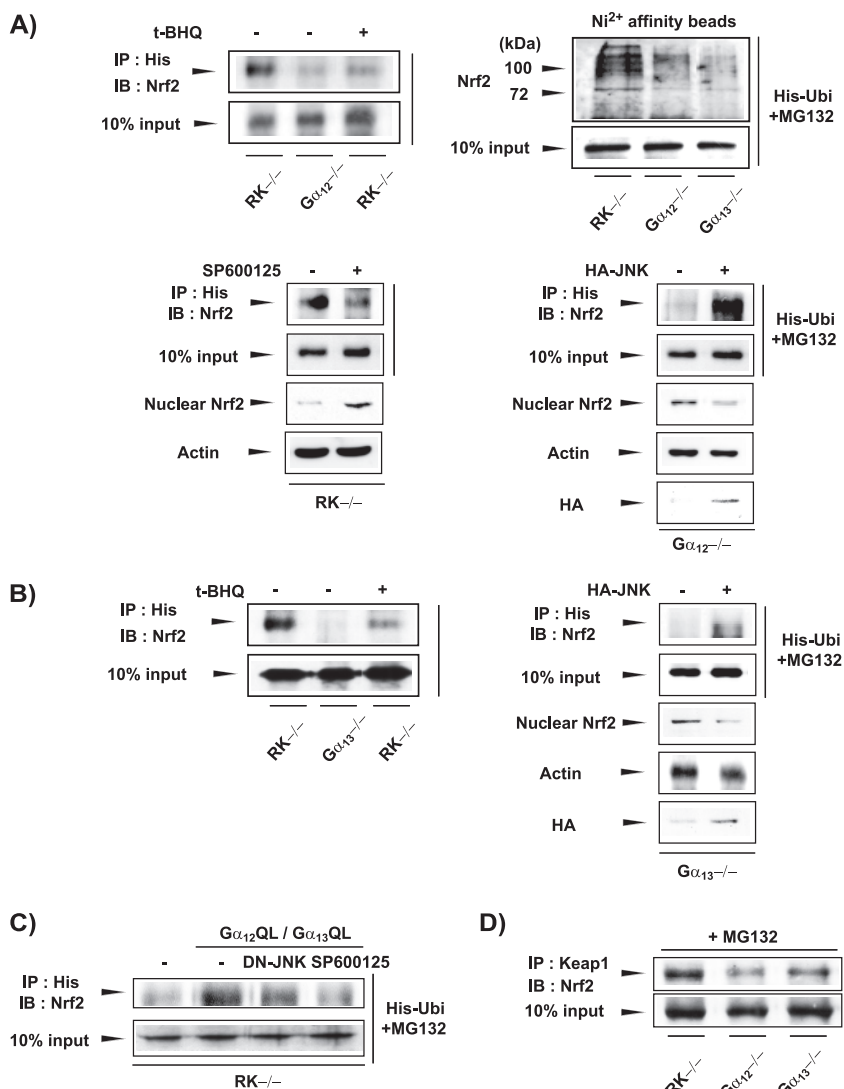 A)
t-BHQ - - +
IP : His
IB : Nrf2
10% input
RK–/– Gα12–/– RK–/–
Ni2+ affinity beads
(kDa)
Nrf2
100
72
10% input
His-Ubi
+MG132
RK–/– Gα12–/– Gα13–/–
SP600125 - +
IP : His
IB : Nrf2
10% input
Nuclear Nrf2
Actin
RK–/–
HA-JNK - +
IP : His
IB : Nrf2
10% input
His-Ubi
+MG132
Nuclear Nrf2
Actin
HA
Gα12–/–
B)
t-BHQ - - +
IP : His
IB : Nrf2
10% input
RK–/– Gα13–/– RK–/–
HA-JNK - +
IP : His
IB : Nrf2
10% input
His-Ubi
+MG132
Nuclear Nrf2
Actin
HA
Gα13–/–
C)
Gα12QL / Gα13QL
- - DN-JNK SP600125
IP : His
IB : Nrf2
10% input
His-Ubi
+MG132
RK–/–
D)
+ MG132
IP : Keap1
IB : Nrf2
10% input
RK–/– Gα12–/– Gα13–/–